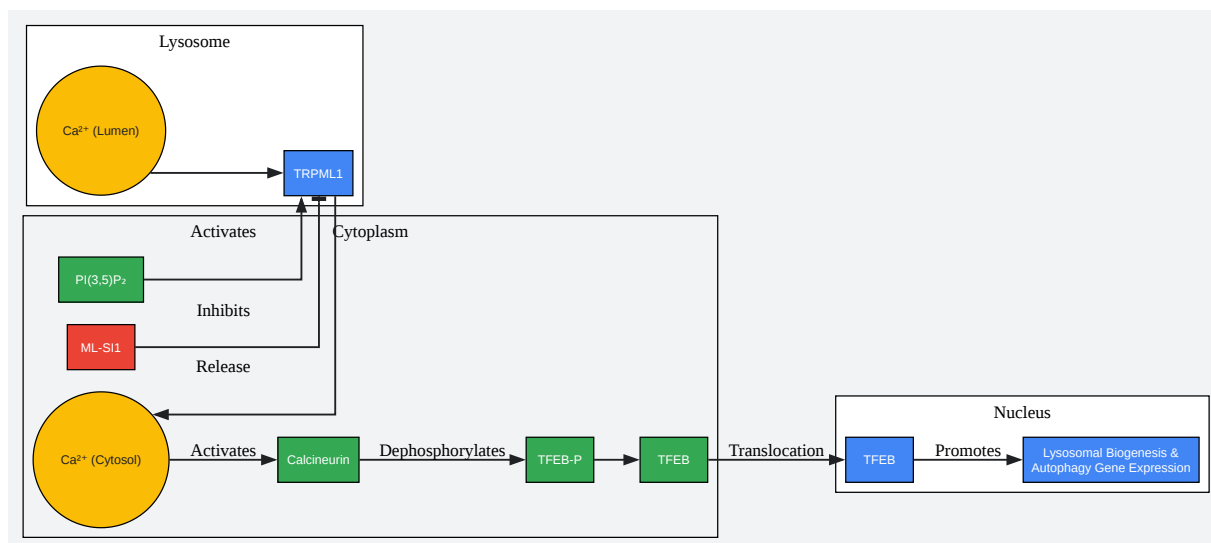 Lysosome
Ca²⁺ (Lumen)
TRPML1
Activates
Cytoplasm
PI(3,5)P₂
Inhibits
ML-SI1
Release
Ca²⁺ (Cytosol)
Activates
Calcineurin
Dephosphorylates
TFEB-P
TFEB
Translocation
Nucleus
TFEB
Promotes
Lysosomal Biogenesis &
Autophagy Gene Expression